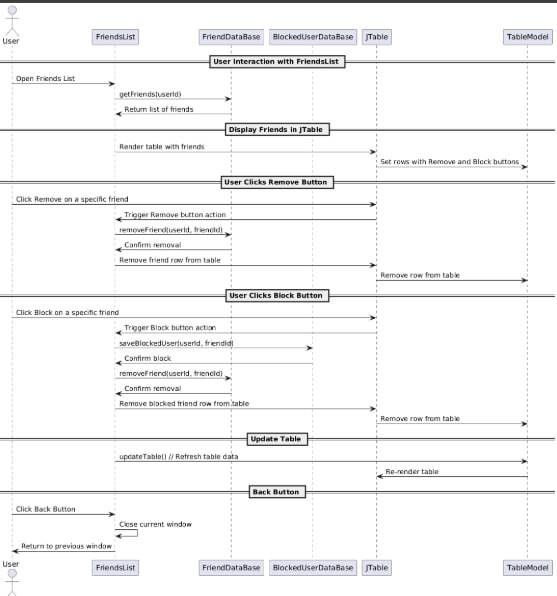 User
FriendsList
FriendDataBase
BlockedUserDataBase
JTable
TableModel
User Interaction with FriendsList
Open Friends List
getFriends(userId)
Return list of friends
Display Friends in JTable
Render table with friends
Set rows with Remove and Block buttons
User Clicks Remove Button
Click Remove on a specific friend
Trigger Remove button action
removeFriend(userId, friendId)
Confirm removal
Remove friend row from table
Remove row from table
User Clicks Block Button
Click Block on a specific friend
Trigger Block button action
saveBlockedUser(userId, friendId)
Confirm block
removeFriend(userId, friendId)
Confirm removal
Remove blocked friend row from table
Remove row from table
Update Table
updateTable() // Refresh table data
Re-render table
Back Button
Click Back Button
Close current window
Return to previous window
User
FriendsList
FriendDataBase
BlockedUserDataBase
JTable
TableModel